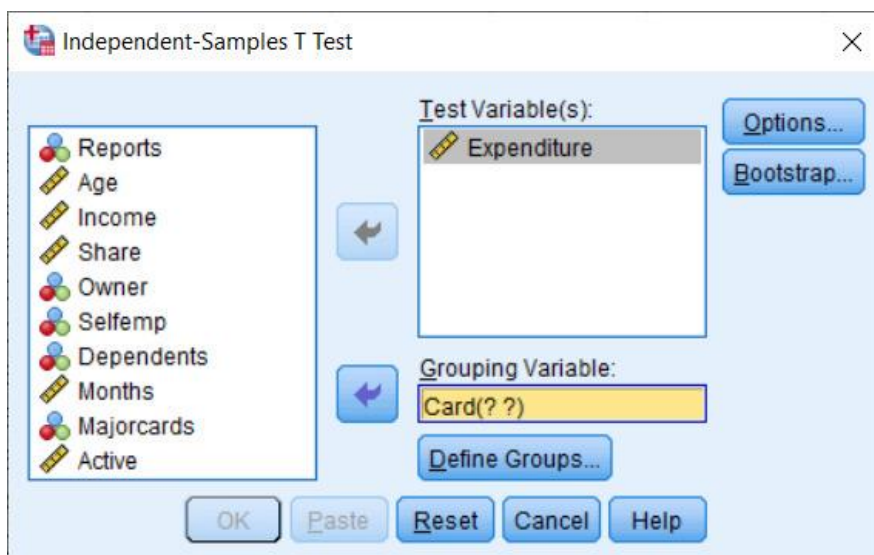 Independent-Samples T Test
Reports
Age
Income
Share
Owner
Selfemp
Dependents
Months
Majorcards
Active
Test Variable(s):
Expenditure
Grouping Variable:
Card(? ?)
Define Groups...
Options...
Bootstrap...
OK Paste Reset Cancel Help